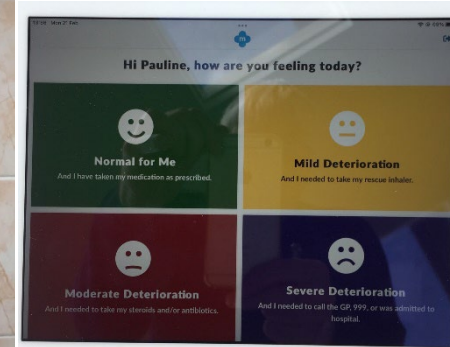 Hi Pauline, how are you feeling today?
Normal for Me
And I have taken my medication as prescribed.
Mild Deterioration
And I needed to take my rescue inhaler.
Moderate Deterioration
And I needed to take my steroids and/or antibiotics.
Severe Deterioration
And I needed to call the GP, 999, or was admitted to
hospital.